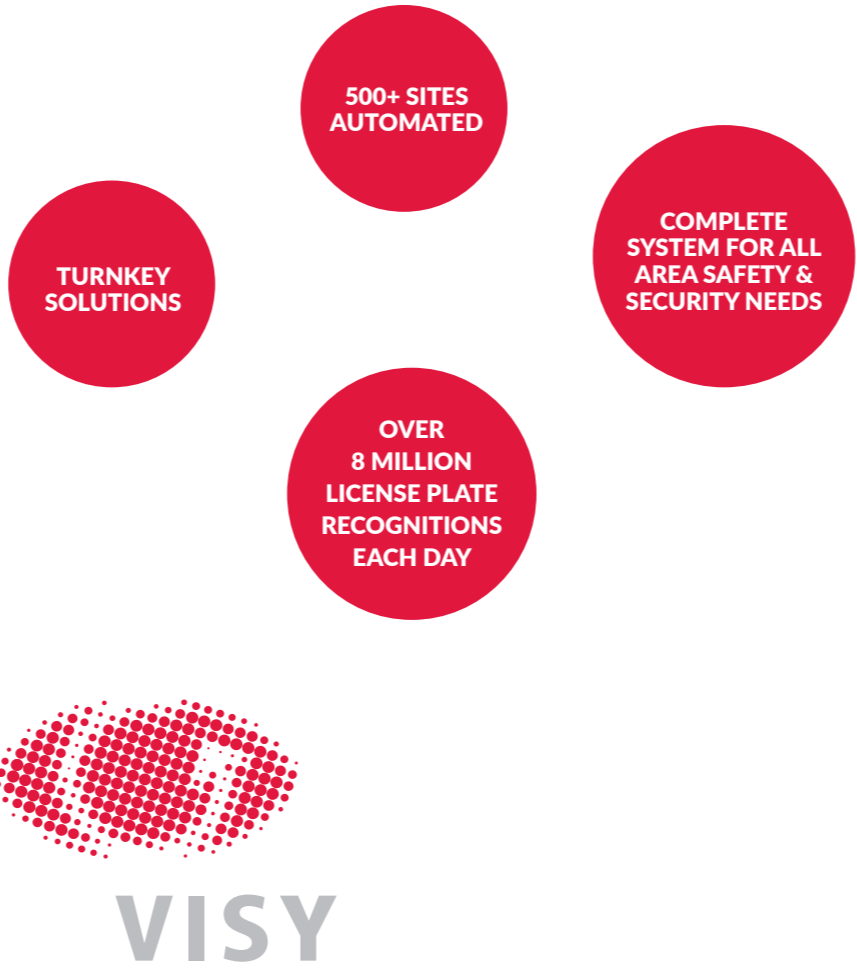 500+ SITES
AUTOMATED
TURNKEY
SOLUTIONS
COMPLETE
SYSTEM FOR ALL
AREA SAFETY &
SECURITY NEEDS
OVER
8 MILLION
LICENSE PLATE
RECOGNITIONS
EACH DAY
VISY